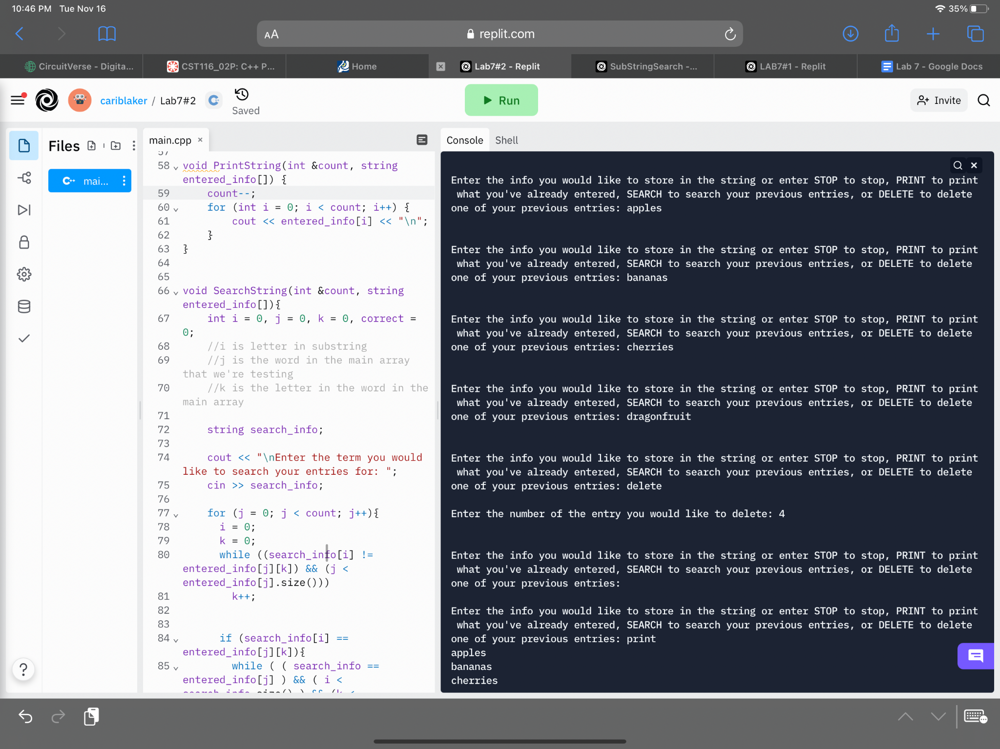 10:46 PM Tue Nov 16
35%
AA
replit.com
CircuitVerse - Digita...
CST116_02P: C++ P...
Home
Lab7#2 - Replit
SubStringSearch -...
LAB7#1 - Replit
Lab 7 - Google Docs
cariblaker / Lab7#2
Saved
Run
Invite
Files
mai...
main.cpp
57
58 void PrintString(int &count, string
entered_info[]) {
59 count--;
60 for (int i = 0; i < count; i++) {
61 cout << entered_info[i] << "\n";
62 }
63 }
64
65
66 void SearchString(int &count, string
entered_info[]){
67 int i = 0, j = 0, k = 0, correct =
0;
68 //i is letter in substring
69 //j is the word in the main array
that we're testing
70 //k is the letter in the word in the
main array
71
72 string search_info;
73
74 cout << "\nEnter the term you would
like to search your entries for: ";
75 cin >> search_info;
76
77 for (j = 0; j < count; j++){
78 i = 0;
79 k = 0;
80 while ((search_info[i] !=
entered_info[j][k]) && (j <
entered_info[j].size()))
81 k++;
82
83
84 if (search_info[i] ==
entered_info[j][k]){
85 while ( ( search_info ==
entered_info[j] ) && ( i <
search_info.size() ) && (k <
Console
Shell
Enter the info you would like to store in the string or enter STOP to stop, PRINT to print
what you've already entered, SEARCH to search your previous entries, or DELETE to delete
one of your previous entries: apples
Enter the info you would like to store in the string or enter STOP to stop, PRINT to print
what you've already entered, SEARCH to search your previous entries, or DELETE to delete
one of your previous entries: bananas
Enter the info you would like to store in the string or enter STOP to stop, PRINT to print
what you've already entered, SEARCH to search your previous entries, or DELETE to delete
one of your previous entries: cherries
Enter the info you would like to store in the string or enter STOP to stop, PRINT to print
what you've already entered, SEARCH to search your previous entries, or DELETE to delete
one of your previous entries: dragonfruit
Enter the info you would like to store in the string or enter STOP to stop, PRINT to print
what you've already entered, SEARCH to search your previous entries, or DELETE to delete
one of your previous entries: delete
Enter the number of the entry you would like to delete: 4
Enter the info you would like to store in the string or enter STOP to stop, PRINT to print
what you've already entered, SEARCH to search your previous entries, or DELETE to delete
one of your previous entries:
Enter the info you would like to store in the string or enter STOP to stop, PRINT to print
what you've already entered, SEARCH to search your previous entries, or DELETE to delete
one of your previous entries: print
apples
bananas
cherries